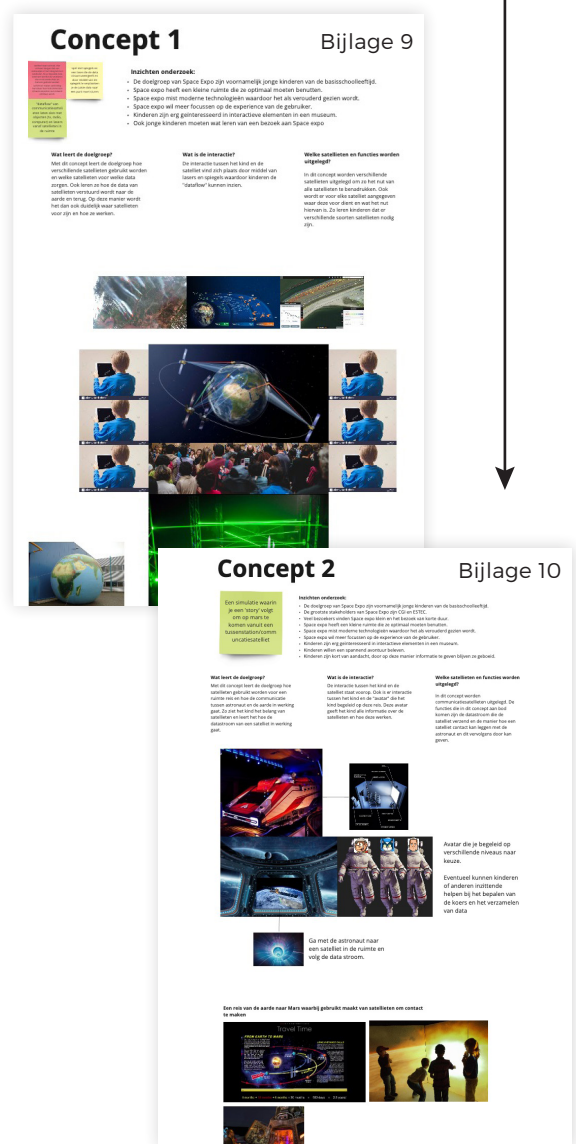 Concept 1
Bijlage 9
Inzichten onderzoek:
- De doelgroep van Space Expo zijn voornamelijk jonge kinderen van de basisschoolleeftijd.
- Space expo heeft een kleine ruimte die ze optimaal moeten benutten.
- Space expo mist moderne technologieën waardoor het als verouderd gezien wordt.
- Space expo wil meer focussen op de experience van de gebruiker.
- Kinderen zijn erg geïnteresseerd in interactieve elementen in een museum.
- Ook jonge kinderen moeten wat leren van een bezoek aan Space expo
Wat leert de doelgroep?
Met dit concept leert de doelgroep hoe
verschillende satellieten gebruikt worden
en welke satellieten voor welke data
zorgen. Ook leren ze hoe de data van
satellieten verstuurd wordt naar de
aarde en terug. Op deze manier wordt
het dan ook duidelijk waar satellieten
voor zijn en hoe ze werken.
Wat is de interactie?
De interactie tussen het kind en de
satelliet vind zich plaats door middel van
lasers en spiegels waardoor kinderen de
"dataflow" kunnen inzien.
Welke satellieten en functies worden
uitgelegd?
In dit concept worden verschillende
satellieten uitgelegd om zo het nut van
alle satellieten te benadrukken. Ook
wordt er voor elke satelliet aangegeven
waar deze voor dient en wat het nut
hiervan is. Zo leren kinderen dat er
verschillende soorten satellieten nodig
zijn.
Concept 2
Bijlage 10
Een simulatie waarin
je een 'story' volgt
om op mars te
komen vanuit een
tussenstation/comm
unicatiesatelliet
Inzichten onderzoek:
- De doelgroep van Space Expo zijn voornamelijk jonge kinderen van de basisschoolleeftijd.
- De grootste stakeholders van Space Expo zijn CGI en ESTEC.
- Veel bezoekers vinden Space expo klein en het bezoek van korte duur.
- Space expo heeft een kleine ruimte die ze optimaal moeten benutten.
- Space expo mist moderne technologieën waardoor het als verouderd gezien wordt.
- Space expo wil meer focussen op de experience van de gebruiker.
- Kinderen zijn erg geïnteresseerd in interactieve elementen in een museum.
- Kinderen willen een spannend avontuur beleven.
- Kinderen zijn kort van aandacht, door op deze manier informatie te geven blijven ze geboeid.
Wat leert de doelgroep?
Met dit concept leert de doelgroep hoe
satellieten gebruikt worden voor een
ruimte reis en hoe de communicatie
tussen astronaut en de aarde in werking
gaat. Zo ziet het kind het belang van
satellieten en leert het hoe de
datastroom van een satelliet in werking
gaat.
Wat is de interactie?
De interactie tussen het kind en de
satelliet staat voorop. Ook is er interactie
tussen het kind en de "avatar" die het
kind begeleid op deze reis. Deze avatar
geeft het kind alle informatie over de
satellieten en hoe deze werken.
Welke satellieten en functies worden
uitgelegd?
In dit concept worden
communicatiesatellieten uitgelegd. De
functies die in dit concept aan bod
komen zijn de datastroom die de
satelliet verzend en de manier hoe een
satelliet contact kan leggen met de
astronaut en dit vervolgens door kan
geven.
Avatar die je begeleid op
verschillende niveaus naar
keuze.
Eventueel kunnen kinderen
of anderen inzittende
helpen bij het bepalen van
de koers en het verzamelen
van data
Ga met de astronaut naar
een satelliet in de ruimte en
volg de data stroom.
Een reis van de aarde naar Mars waarbij gebruikt maakt van satellieten om contact
te maken
Travel Time
FROM EARTH TO MARS